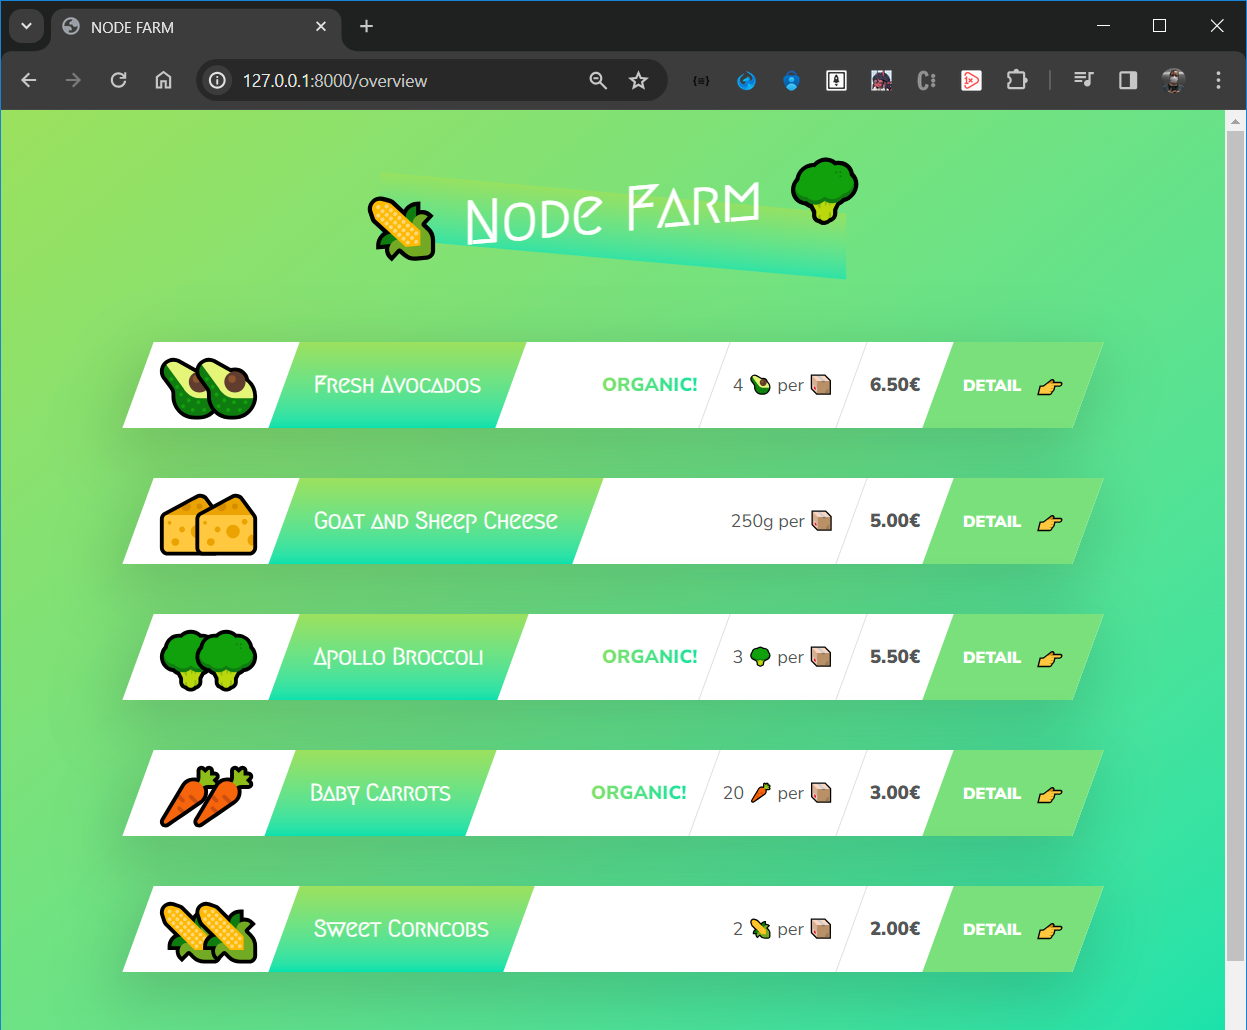 NODE FARM
127.0.0.1:8000/overview
Node Farm
Fresh Avocados ORGANIC! 4 🥑 per 📦 6.50€ DETAIL 👉
Goat and Sheep Cheese 250g per 📦 5.00€ DETAIL 👉
Apollo Broccoli ORGANIC! 3 🥦 per 📦 5.50€ DETAIL 👉
Baby Carrots ORGANIC! 20 🥕 per 📦 3.00€ DETAIL 👉
Sweet Corncobs 2 🌽 per 📦 2.00€ DETAIL 👉